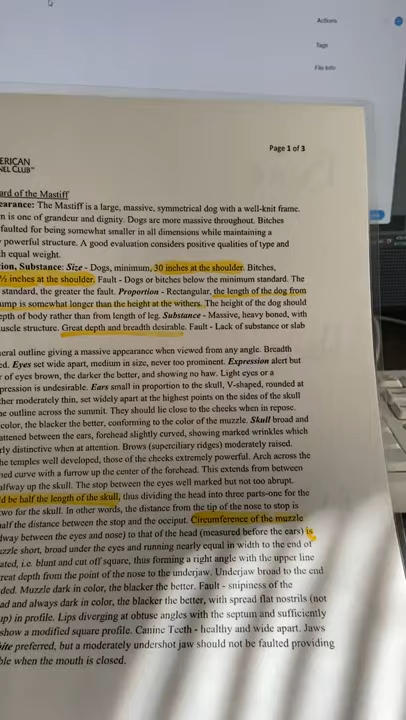 Actions
Tags
File Info
Page 1 of 3
ERICAN
NEL CLUB
ard of the Mastiff
earance: The Mastiff is a large, massive, symmetrical dog with a well-knit frame.
n is one of grandeur and dignity. Dogs are more massive throughout. Bitches
faulted for being somewhat smaller in all dimensions while maintaining a
powerful structure. A good evaluation considers positive qualities of type and
th equal weight.
tion, Substance: Size - Dogs, minimum, 30 inches at the shoulder. Bitches,
½ inches at the shoulder. Fault - Dogs or bitches below the minimum standard. The
standard, the greater the fault. Proportion - Rectangular, the length of the dog from
ump is somewhat longer than the height at the withers. The height of the dog should
depth of body rather than from length of leg. Substance - Massive, heavy boned, with
uscle structure. Great depth and breadth desirable. Fault - Lack of substance or slab
neral outline giving a massive appearance when viewed from any angle. Breadth
ed. Eyes set wide apart, medium in size, never too prominent. Expression alert but
r of eyes brown, the darker the better, and showing no haw. Light eyes or a
pression is undesirable. Ears small in proportion to the skull, V-shaped, rounded at
ther moderately thin, set widely apart at the highest points on the sides of the skull
he outline across the summit. They should lie close to the cheeks when in repose.
color, the blacker the better, conforming to the color of the muzzle. Skull broad and
attened between the ears, forehead slightly curved, showing marked wrinkles which
rly distinctive when at attention. Brows (superciliary ridges) moderately raised.
he temples well developed, those of the cheeks extremely powerful. Arch across the
ned curve with a furrow up the center of the forehead. This extends from between
alfway up the skull. The stop between the eyes well marked but not too abrupt.
ld be half the length of the skull, thus dividing the head into three parts-one for the
two for the skull. In other words, the distance from the tip of the nose to stop is
half the distance between the stop and the occiput. Circumference of the muzzle
dway between the eyes and nose) to that of the head (measured before the ears) is
uzzle short, broad under the eyes and running nearly equal in width to the end of
ated, i.e. blunt and cut off square, thus forming a right angle with the upper line
reat depth from the point of the nose to the underjaw. Underjaw broad to the end
ded. Muzzle dark in color, the blacker the better. Fault - snipiness of the
ad and always dark in color, the blacker the better, with spread flat nostrils (not
up) in profile. Lips diverging at obtuse angles with the septum and sufficiently
show a modified square profile. Canine Teeth - healthy and wide apart. Jaws
bite preferred, but a moderately undershot jaw should not be faulted providing
ble when the mouth is closed.